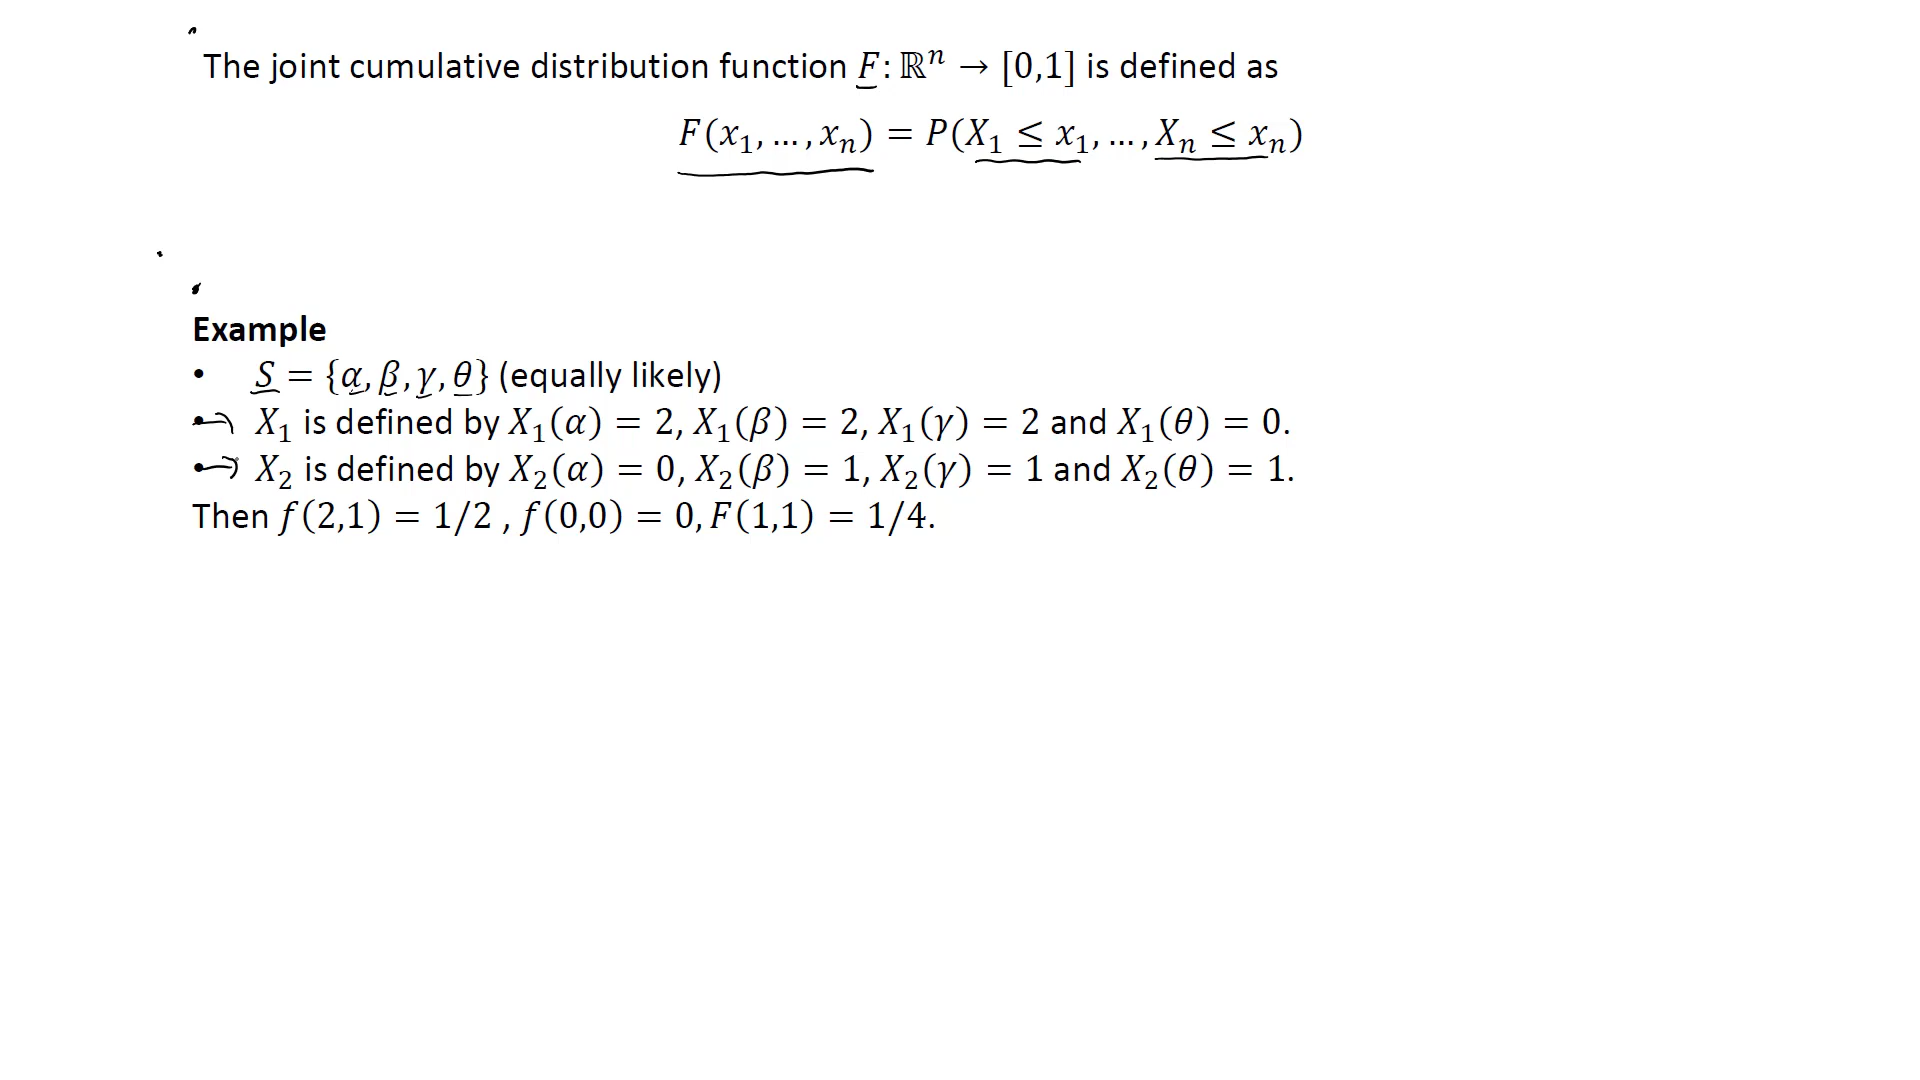 The joint cumulative distribution function F: ℝⁿ → [0,1] is defined as
F(x₁, … , xₙ) = P(X₁ ≤ x₁, … , Xₙ ≤ xₙ)
Example
• S = {α, β, γ, θ} (equally likely)
• X₁ is defined by X₁(α) = 2, X₁(β) = 2, X₁(γ) = 2 and X₁(θ) = 0.
• X₂ is defined by X₂(α) = 0, X₂(β) = 1, X₂(γ) = 1 and X₂(θ) = 1.
Then f(2,1) = 1/2 , f(0,0) = 0, F(1,1) = 1/4.